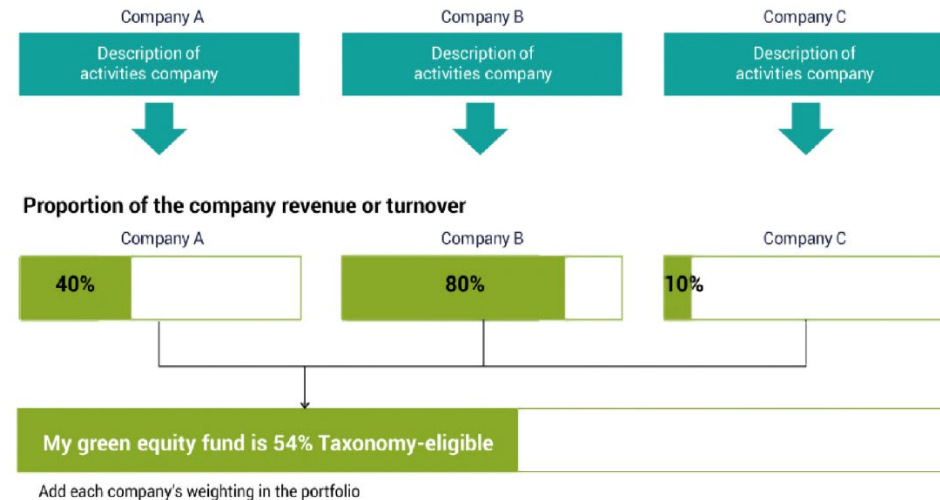 Company A
Company B
Company C
Description of
activities company
Description of
activities company
Description of
activities company
Proportion of the company revenue or turnover
Company A
Company B
Company C
40%
80%
10%
My green equity fund is 54% Taxonomy-eligible
Add each company's weighting in the portfolio